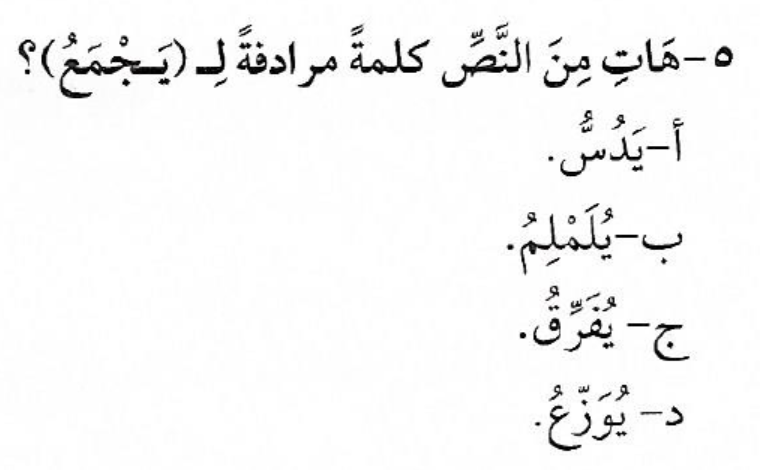 ٥-هَاتِ مِنَ النَّصِّ كلمةً مرادفةً لِـ (يَـجْمَعُ)؟
أ-يَدُسُّ.
ب-يُلَمْلِمُ.
ج- يُفَرِّقُ.
د- يُوَزِّعُ.